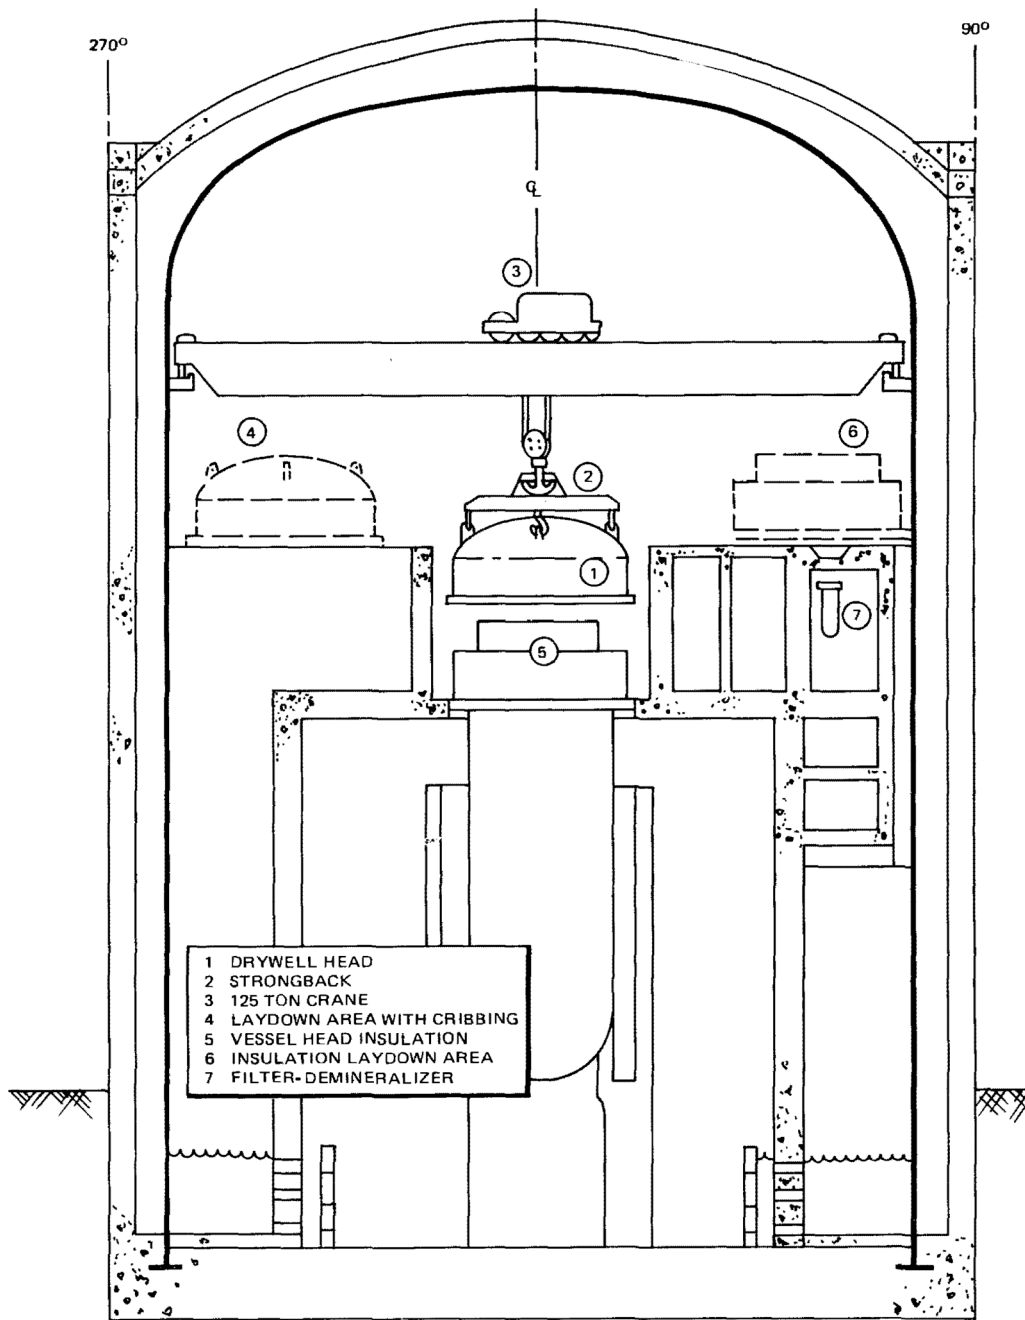 270°
90°
℄
3
4
6
2
1
7
5
1 DRYWELL HEAD
2 STRONGBACK
3 125 TON CRANE
4 LAYDOWN AREA WITH CRIBBING
5 VESSEL HEAD INSULATION
6 INSULATION LAYDOWN AREA
7 FILTER-DEMINERALIZER